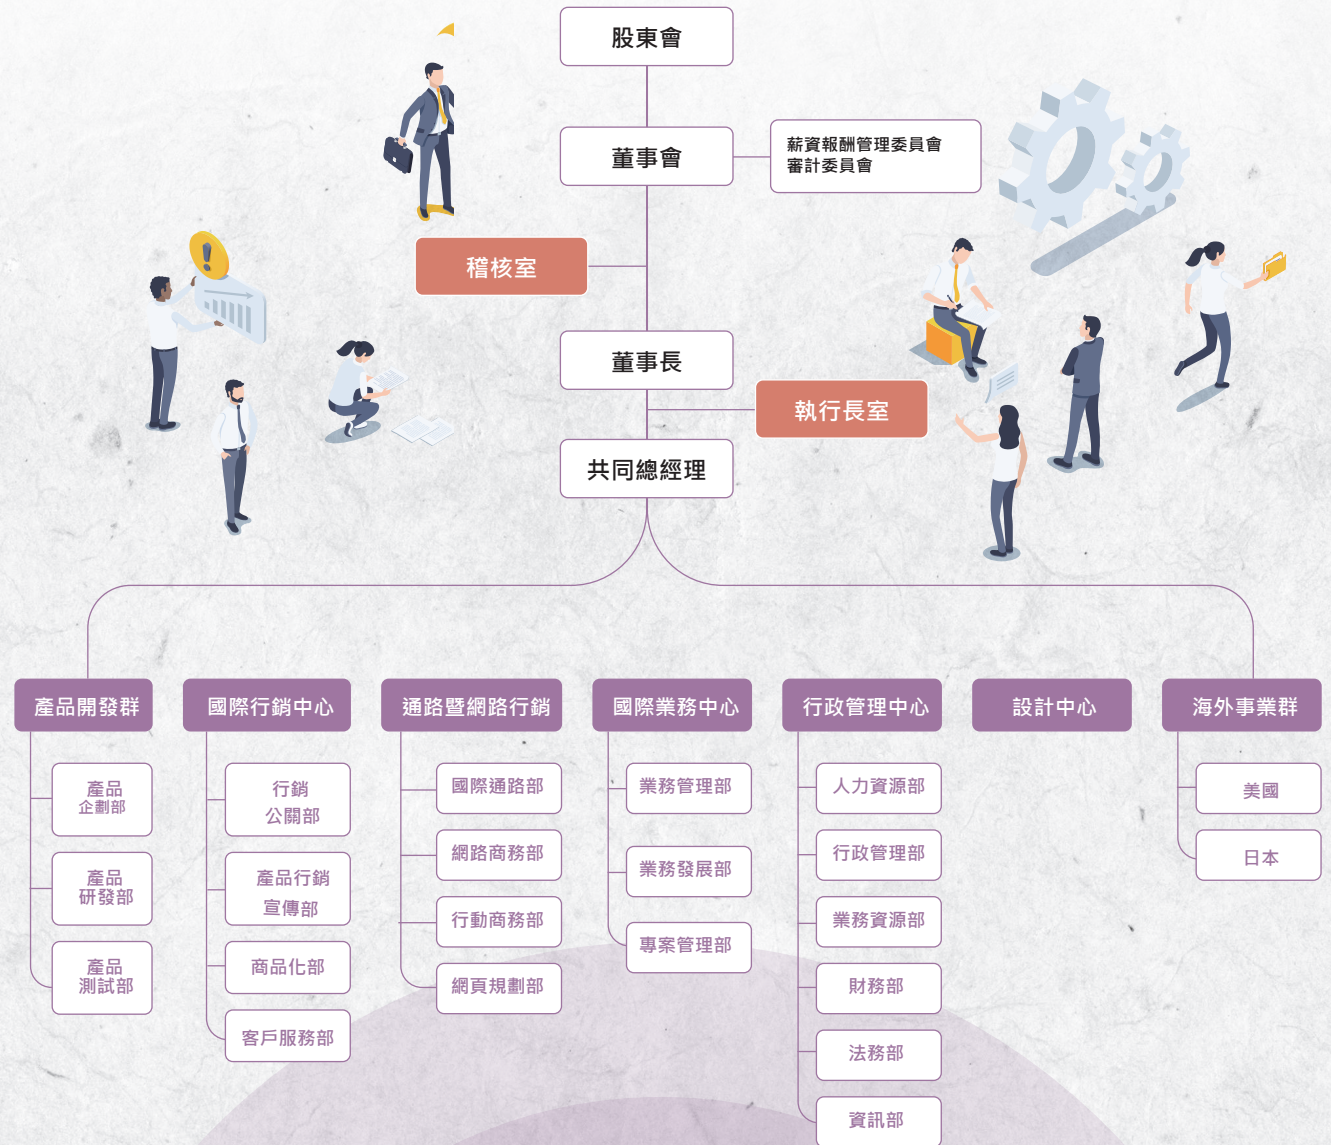 股東會
董事會
薪資報酬管理委員會
審計委員會
稽核室
董事長
執行長室
共同總經理
產品開發群
國際行銷中心
通路暨網路行銷
國際業務中心
行政管理中心
設計中心
海外事業群
產品
企劃部
產品
研發部
產品
測試部
行銷
公關部
產品行銷
宣傳部
商品化部
客戶服務部
國際通路部
網路商務部
行動商務部
網頁規劃部
業務管理部
業務發展部
專案管理部
人力資源部
行政管理部
業務資源部
財務部
法務部
資訊部
美國
日本